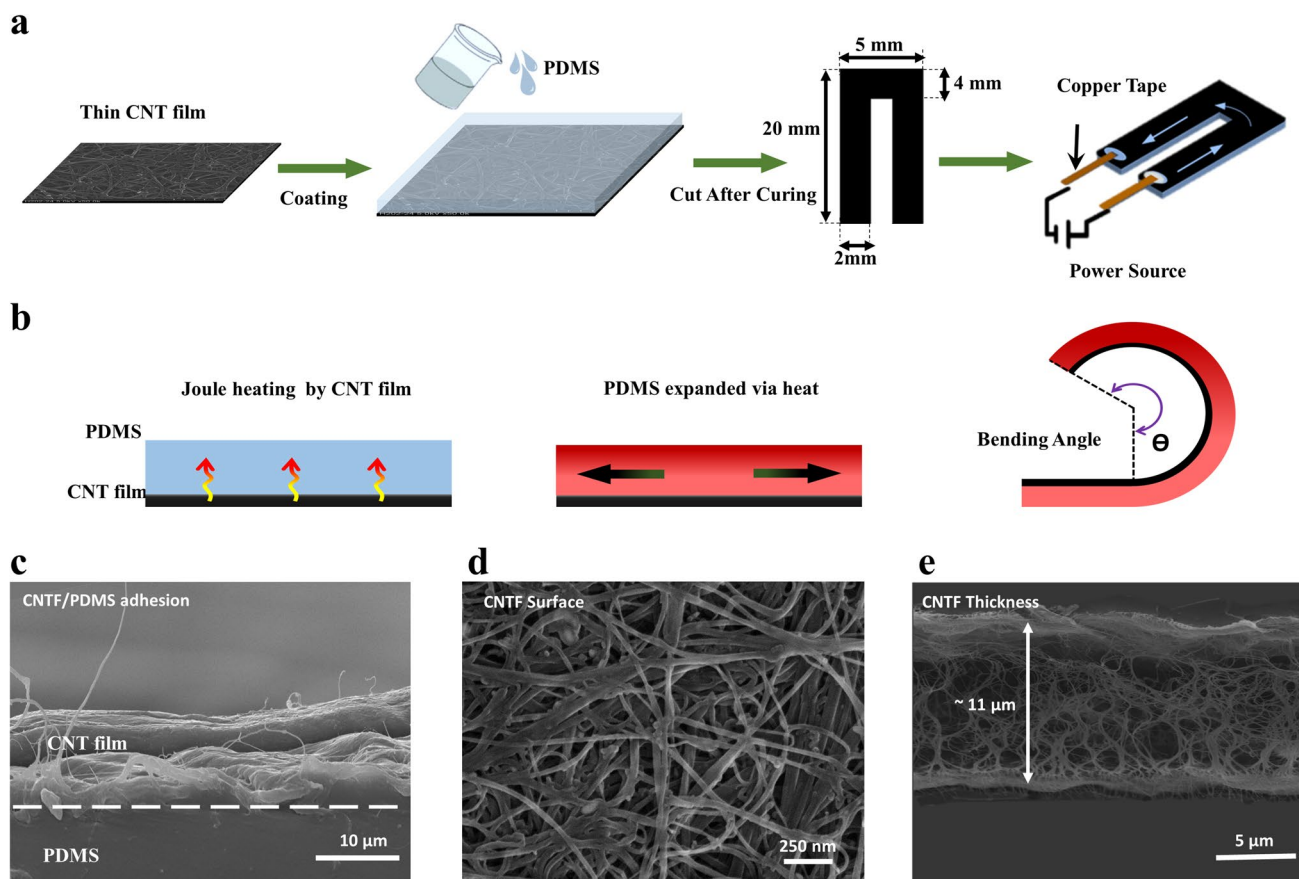 a
PDMS
Thin CNT film
Coating
Cut After Curing
5 mm
4 mm
20 mm
2mm
Copper Tape
Power Source
b
Joule heating by CNT film
PDMS
CNT film
PDMS expanded via heat
Bending Angle
Θ
c
CNTF/PDMS adhesion
CNT film
PDMS
10 µm
d
CNTF Surface
250 nm
e
CNTF Thickness
~ 11 µm
5 µm